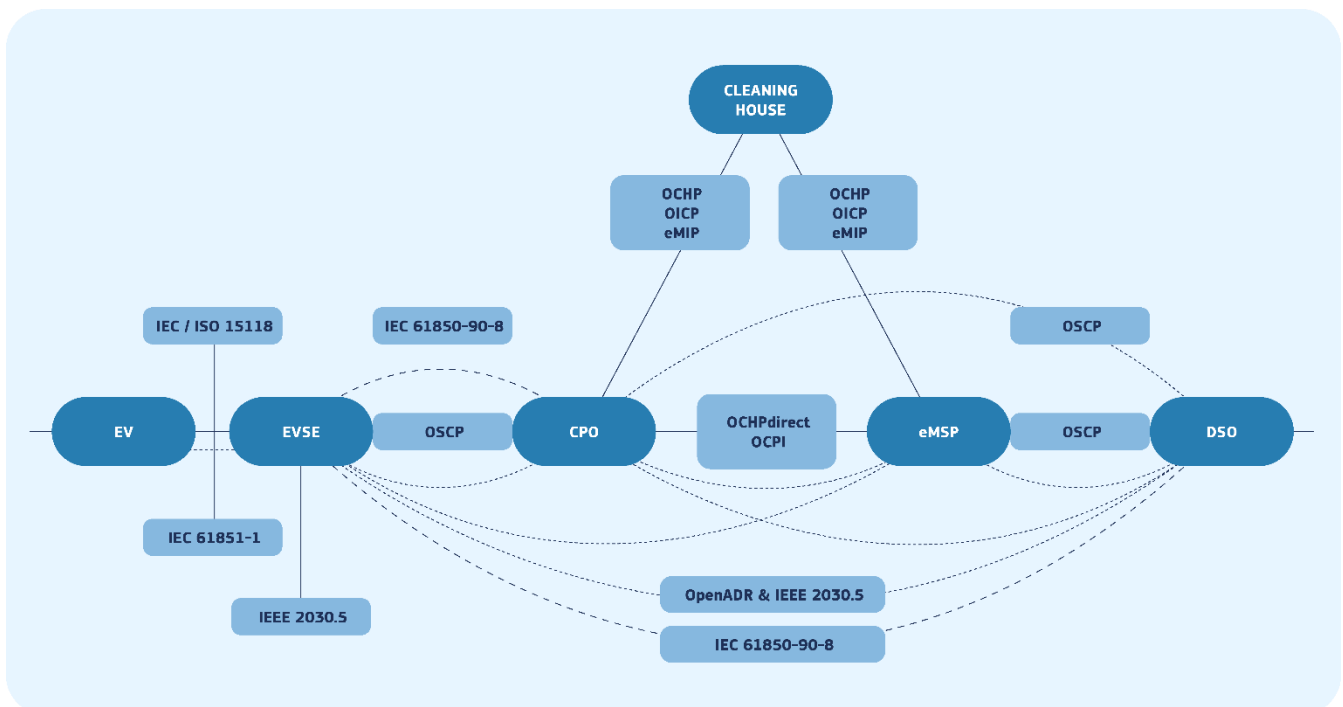 CLEANING
HOUSE
OCHP
OICP
eMIP
OCHP
OICP
eMIP
IEC / ISO 15118
IEC 61850-90-8
OSCP
EV
EVSE
OSCP
CPO
OCHPdirect
OCPI
eMSP
OSCP
DSO
IEC 61851-1
OpenADR & IEEE 2030.5
IEEE 2030.5
IEC 61850-90-8